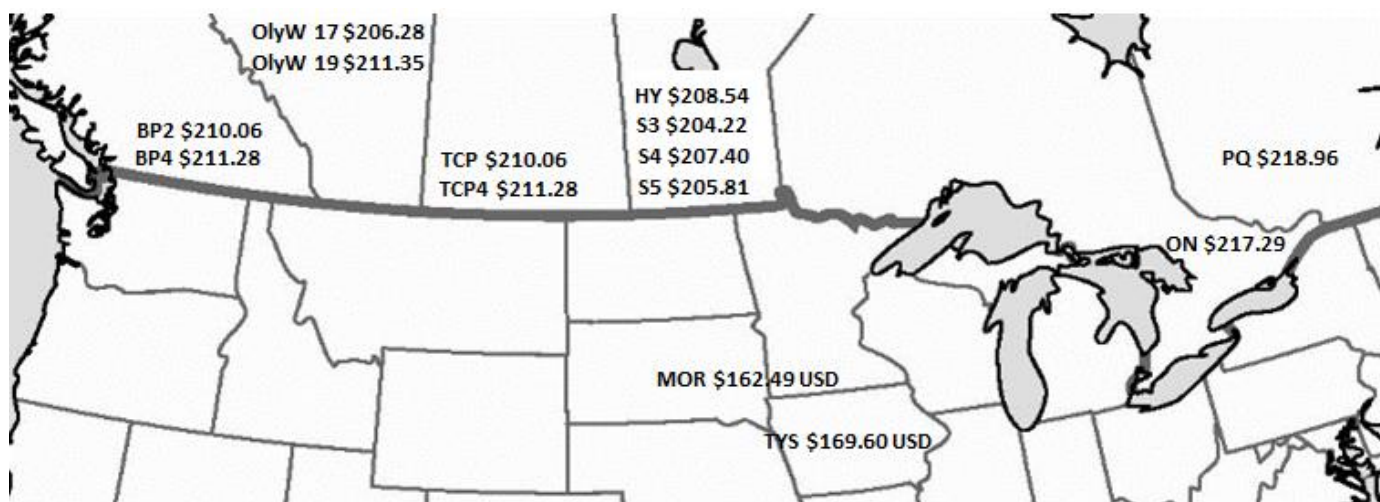 OlyW 17 $206.28
OlyW 19 $211.35
BP2 $210.06
BP4 $211.28
TCP $210.06
TCP4 $211.28
HY $208.54
S3 $204.22
S4 $207.40
S5 $205.81
PQ $218.96
ON $217.29
MOR $162.49 USD
TYS $169.60 USD